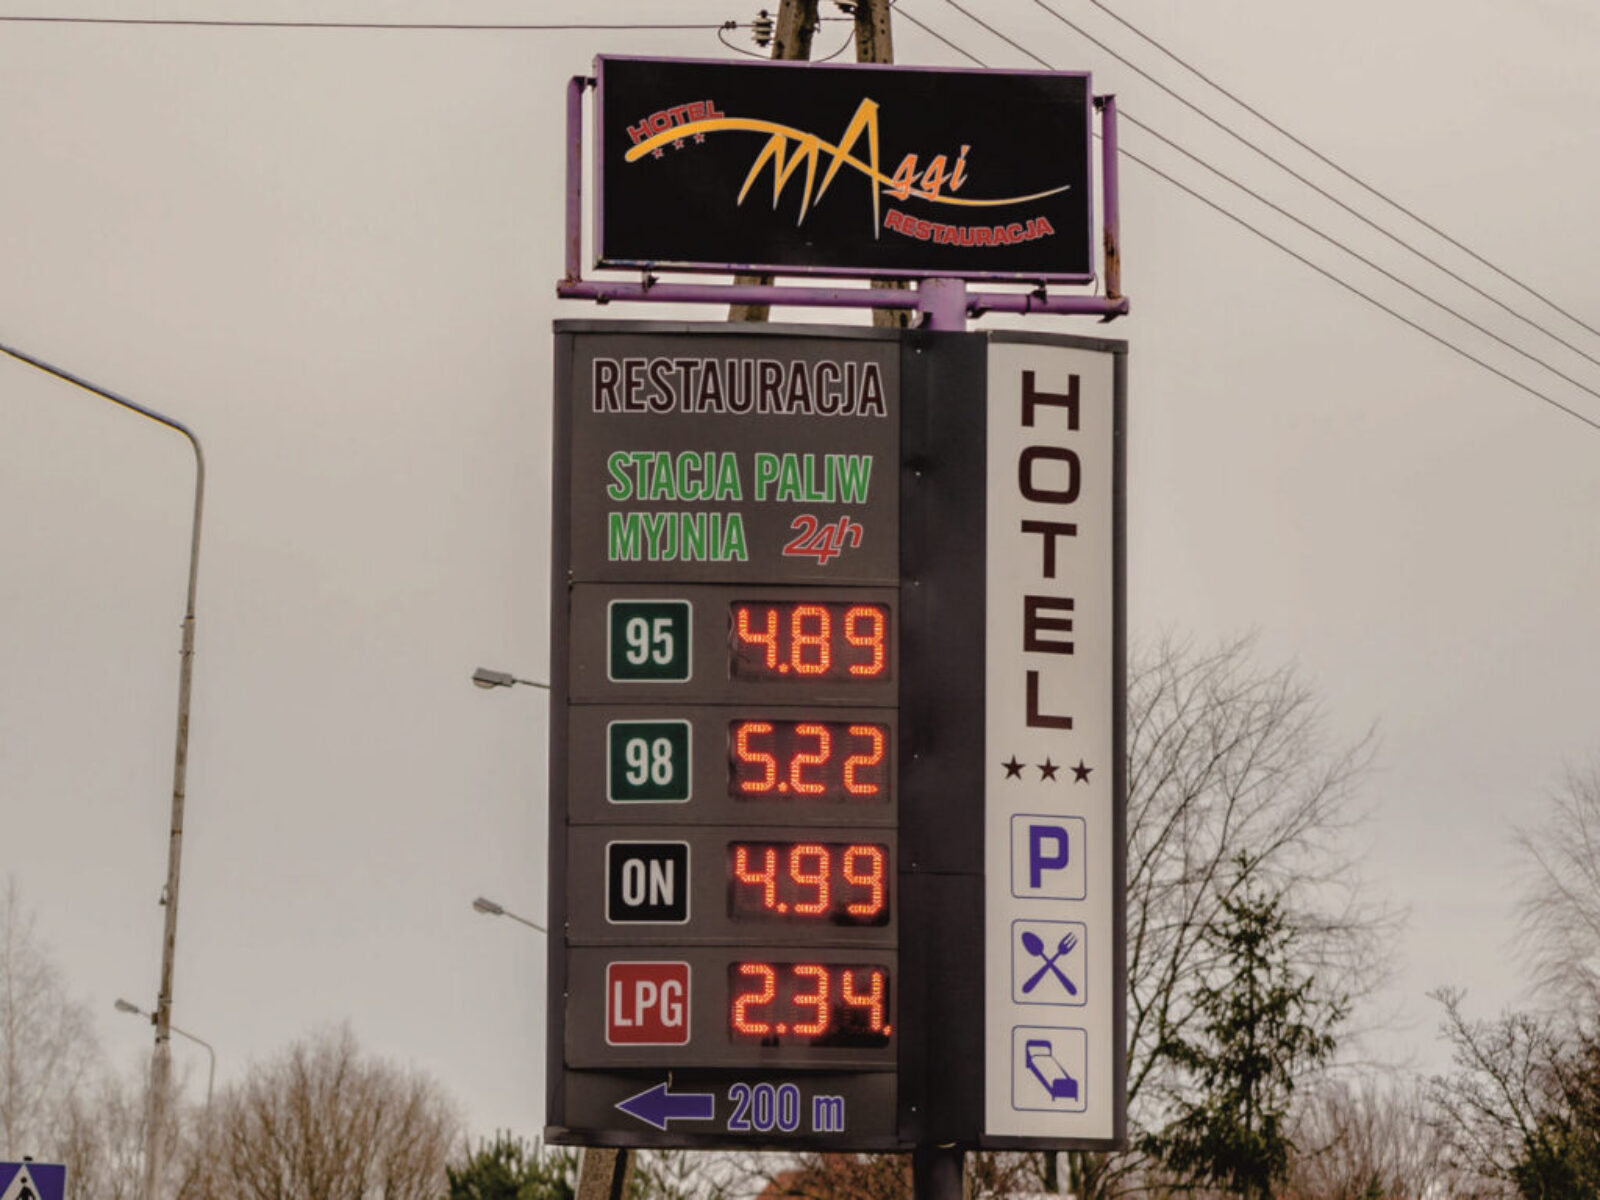 HOTEL
MAggi
RESTAURACJA
RESTAURACJA
STACJA PALIW
MYJNIA 24h
95 4.89
98 5.22
ON 4.99
LPG 2.34.
200 m
HOTEL
P